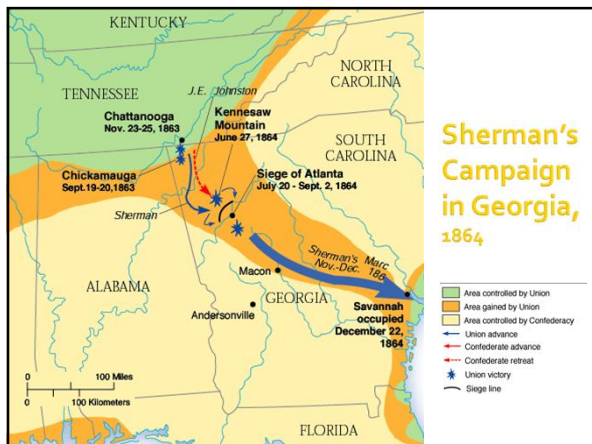 KENTUCKY
NORTH
CAROLINA
TENNESSEE
J.E. Johnston
Chattanooga
Nov. 23-25, 1863
Kennesaw
Mountain
June 27, 1864
SOUTH
CAROLINA
Chickamauga
Sept.19-20,1863
Siege of Atlanta
July 20 - Sept. 2, 1864
Sherman
Sherman's Marc
Nov.-Dec. 186
Macon
ALABAMA
GEORGIA
Andersonville
Savannah
occupied
December 22,
1864
0 100 Miles
0 100 Kilometers
FLORIDA
Sherman's
Campaign
in Georgia,
1864
Area controlled by Union
Area gained by Union
Area controlled by Confederacy
Union advance
Confederate advance
Confederate retreat
Union victory
Siege line